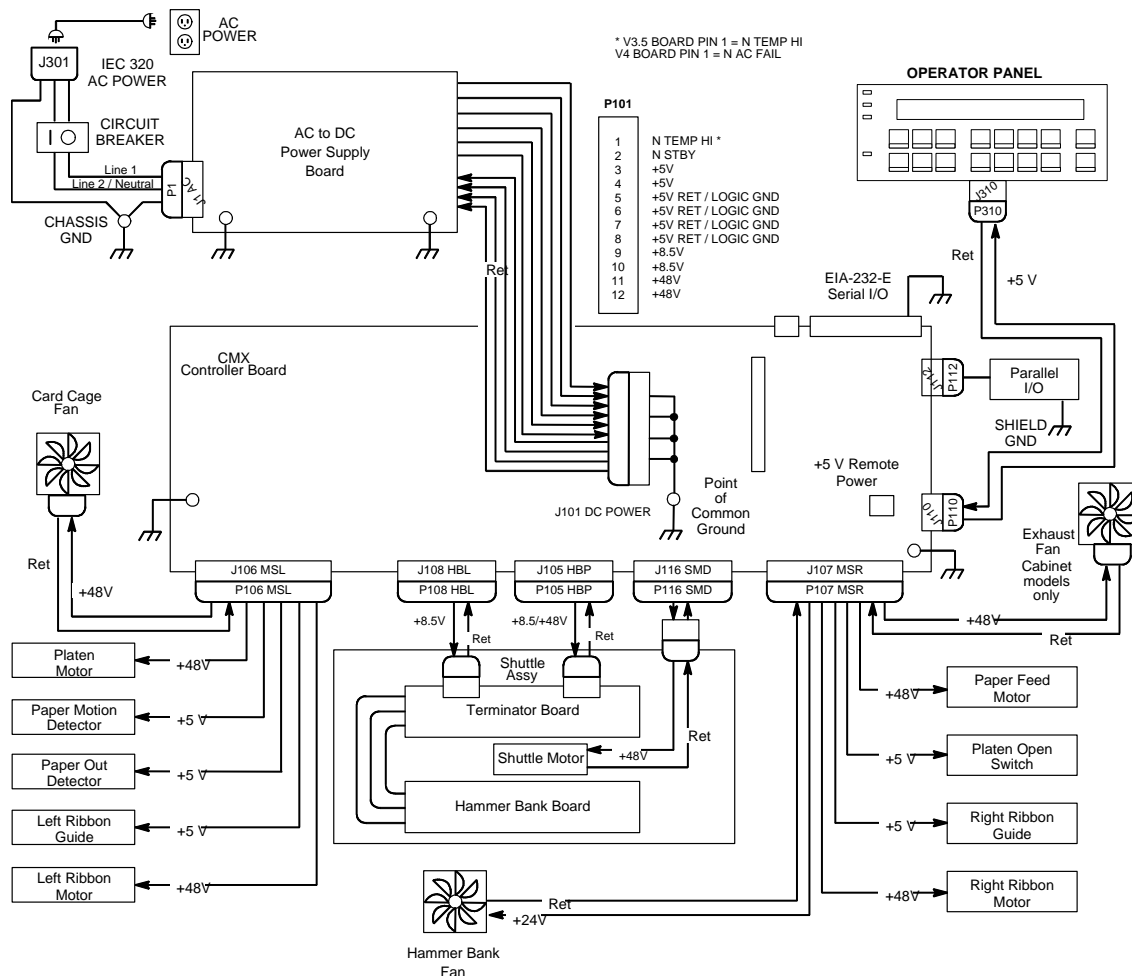 AC
POWER
J301
IEC 320
AC POWER
* V3.5 BOARD PIN 1 = N TEMP HI
V4 BOARD PIN 1 = N AC FAIL
OPERATOR PANEL
P101
CIRCUIT
BREAKER
AC to DC
Power Supply
Board
1 N TEMP HI *
2 N STBY
3 +5V
4 +5V
5 +5V RET / LOGIC GND
6 +5V RET / LOGIC GND
7 +5V RET / LOGIC GND
8 +5V RET / LOGIC GND
9 +8.5V
10 +8.5V
11 +48V
12 +48V
Line 1
Line 2 / Neutral
P1
J1 AC
CHASSIS
GND
J310
P310
Ret
Ret
+5 V
EIA-232-E
Serial I/O
CMX
Controller Board
J112
P112
Parallel
I/O
SHIELD
GND
Card Cage
Fan
+5 V Remote
Power
Point
of
Common
Ground
J101 DC POWER
J110
P110
Exhaust
Fan
Cabinet
models
only
Ret
+48V
J106 MSL
P106 MSL
J108 HBL
P108 HBL
J105 HBP
P105 HBP
J116 SMD
P116 SMD
J107 MSR
P107 MSR
+8.5V
Ret
+8.5/+48V
Ret
+48V
Ret
Platen
Motor
+48V
Shuttle
Assy
Terminator Board
Paper Motion
Detector
+5 V
+48V
Paper Feed
Motor
Ret
Shuttle Motor
+48V
Paper Out
Detector
+5 V
+5 V
Platen Open
Switch
Hammer Bank Board
Left Ribbon
Guide
+5 V
+5 V
Right Ribbon
Guide
Left Ribbon
Motor
+48V
+48V
Right Ribbon
Motor
Ret
+24V
Hammer Bank
Fan